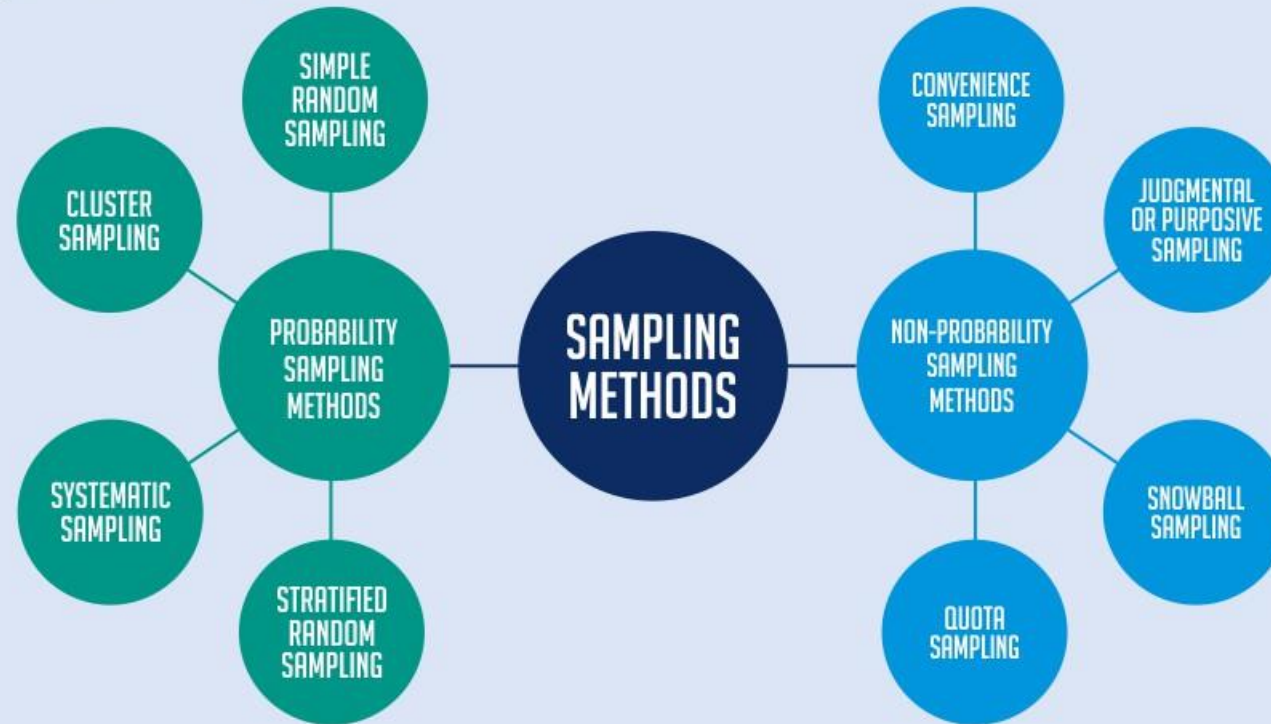 SIMPLE
RANDOM
SAMPLING
CONVENIENCE
SAMPLING
CLUSTER
SAMPLING
JUDGMENTAL
OR PURPOSIVE
SAMPLING
PROBABILITY
SAMPLING
METHODS
SAMPLING
METHODS
NON-PROBABILITY
SAMPLING
METHODS
SYSTEMATIC
SAMPLING
SNOWBALL
SAMPLING
STRATIFIED
RANDOM
SAMPLING
QUOTA
SAMPLING